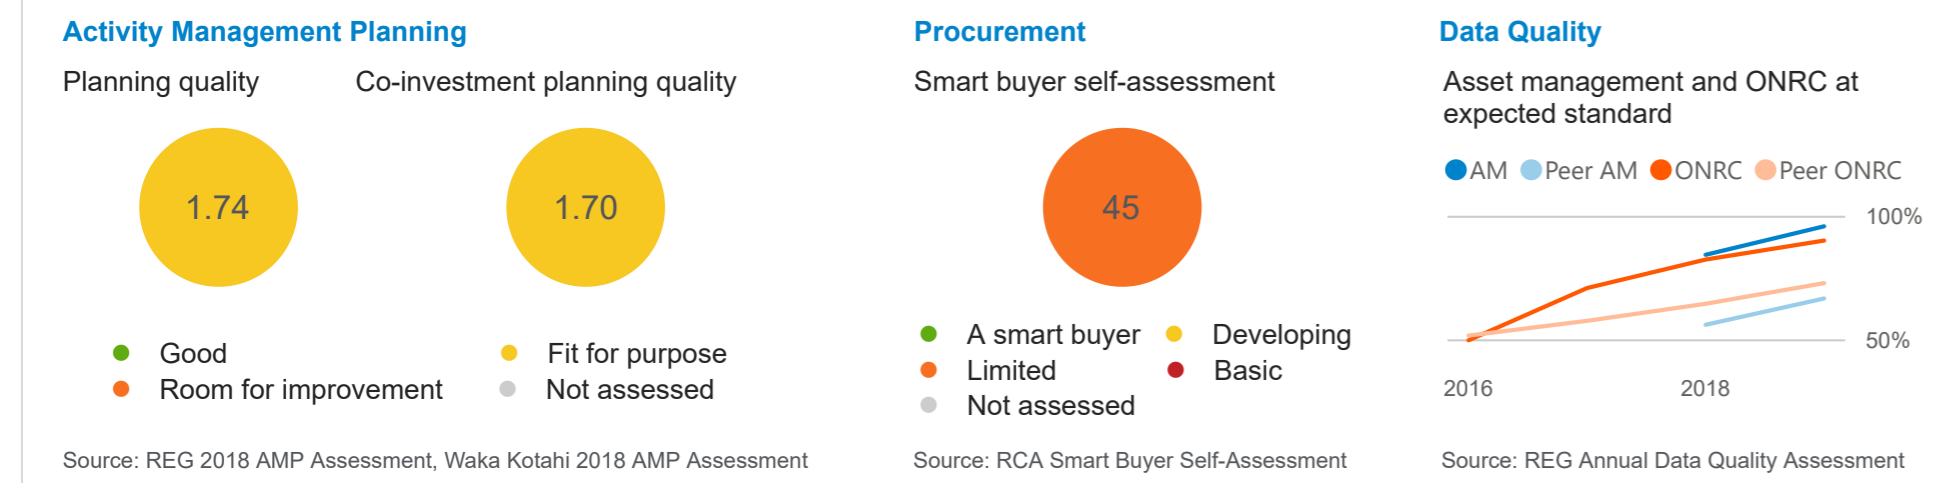 Activity Management Planning
Planning quality
Co-investment planning quality
1.74
1.70
Good
Fit for purpose
Room for improvement
Not assessed
Source: REG 2018 AMP Assessment, Waka Kotahi 2018 AMP Assessment
Procurement
Smart buyer self-assessment
45
A smart buyer
Developing
Limited
Basic
Not assessed
Source: RCA Smart Buyer Self-Assessment
Data Quality
Asset management and ONRC at
expected standard
AM Peer AM ONRC Peer ONRC
100%
50%
2016 2018
Source: REG Annual Data Quality Assessment